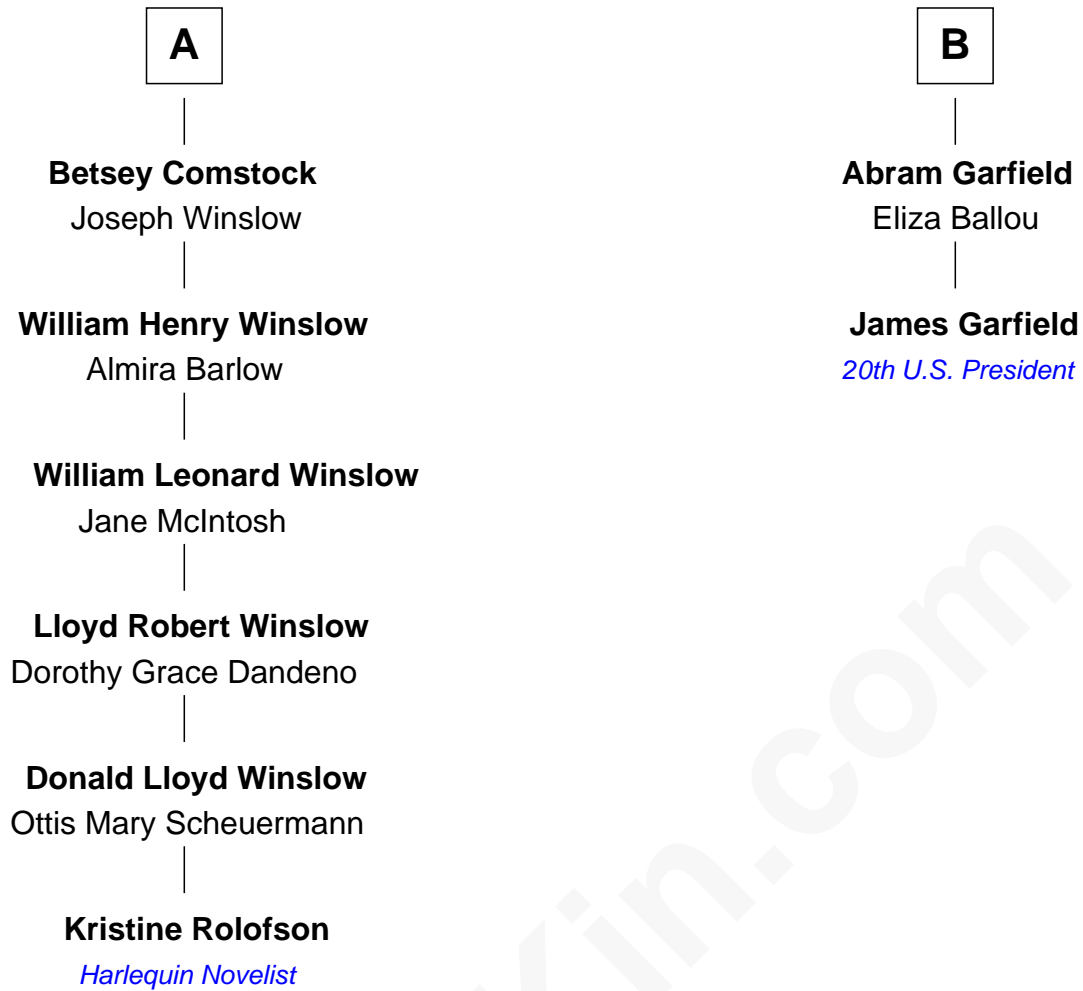 A
Betsey Comstock
Joseph Winslow
William Henry Winslow
Almira Barlow
William Leonard Winslow
Jane McIntosh
Lloyd Robert Winslow
Dorothy Grace Dandeno
Donald Lloyd Winslow
Ottis Mary Scheuermann
Kristine Rolofson
Harlequin Novelist
B
Abram Garfield
Eliza Ballou
James Garfield
20th U.S. President
kin.com